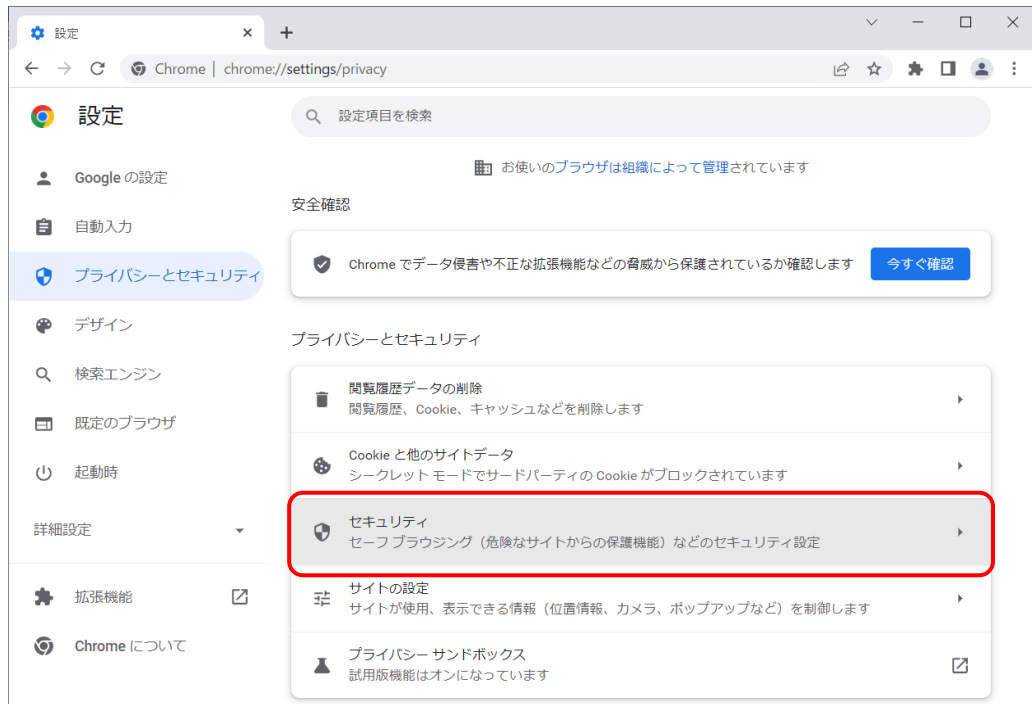 設定
Chrome | chrome://settings/privacy
設定
設定項目を検索
Google の設定
自動入力
プライバシーとセキュリティ
デザイン
検索エンジン
既定のブラウザ
起動時
詳細設定
拡張機能
Chrome について
お使いのブラウザは組織によって管理されています
安全確認
Chrome でデータ侵害や不正な拡張機能などの脅威から保護されているか確認します
今すぐ確認
プライバシーとセキュリティ
閲覧履歴データの削除
閲覧履歴、Cookie、キャッシュなどを削除します
Cookie と他のサイトデータ
シークレット モードでサードパーティの Cookie がブロックされています
セキュリティ
セーフ ブラウジング（危険なサイトからの保護機能）などのセキュリティ設定
サイトの設定
サイトが使用、表示できる情報（位置情報、カメラ、ポップアップなど）を制御します
プライバシー サンドボックス
試用版機能はオンになっています